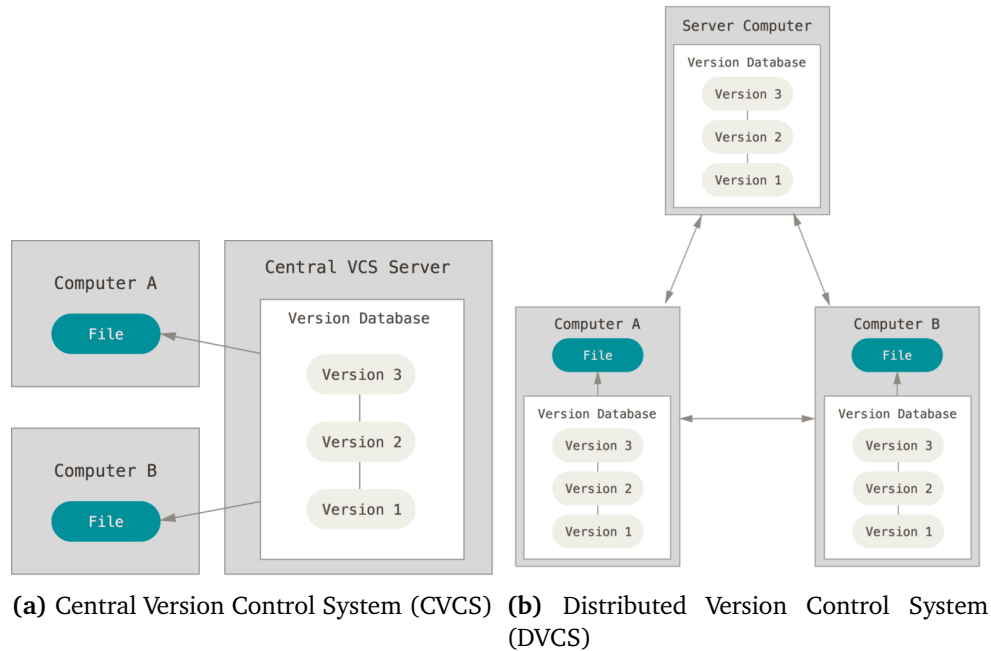 Computer A
File
Computer B
File
Central VCS Server
Version Database
Version 3
Version 2
Version 1
(a) Central Version Control System (CVCS)
Server Computer
Version Database
Version 3
Version 2
Version 1
Computer A
File
Version Database
Version 3
Version 2
Version 1
Computer B
File
Version Database
Version 3
Version 2
Version 1
(b) Distributed Version Control System
(DVCS)